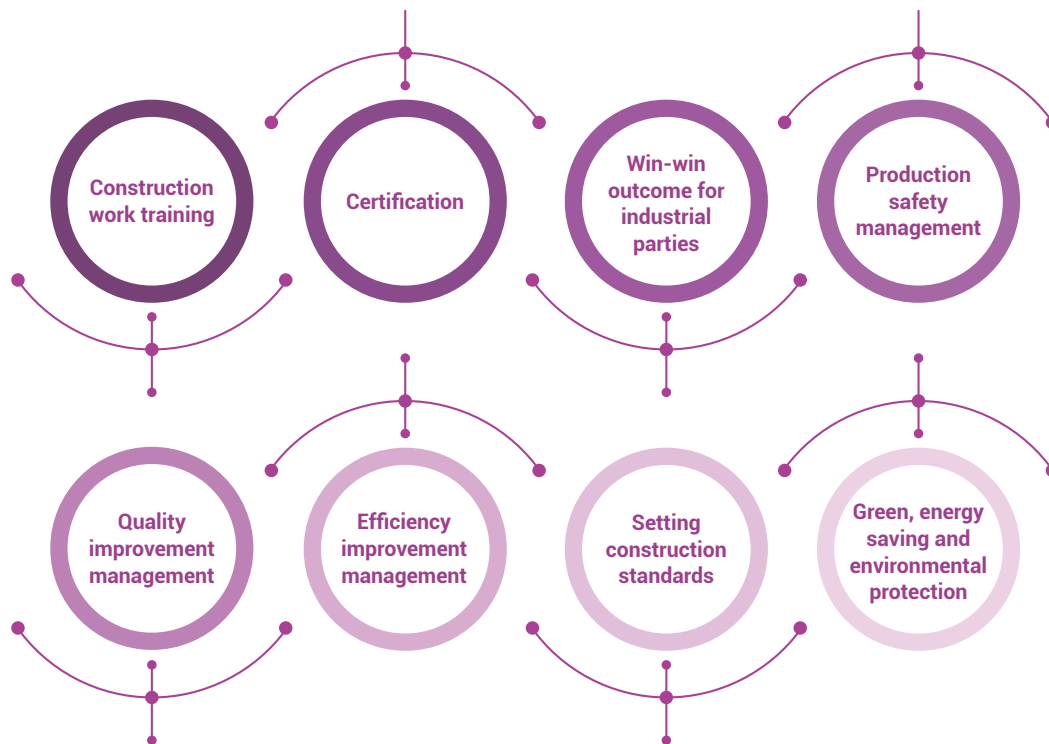 Construction
work training
Certification
Win-win
outcome for
industrial
parties
Production
safety
management
Quality
improvement
management
Efficiency
improvement
management
Setting
construction
standards
Green, energy
saving and
environmental
protection